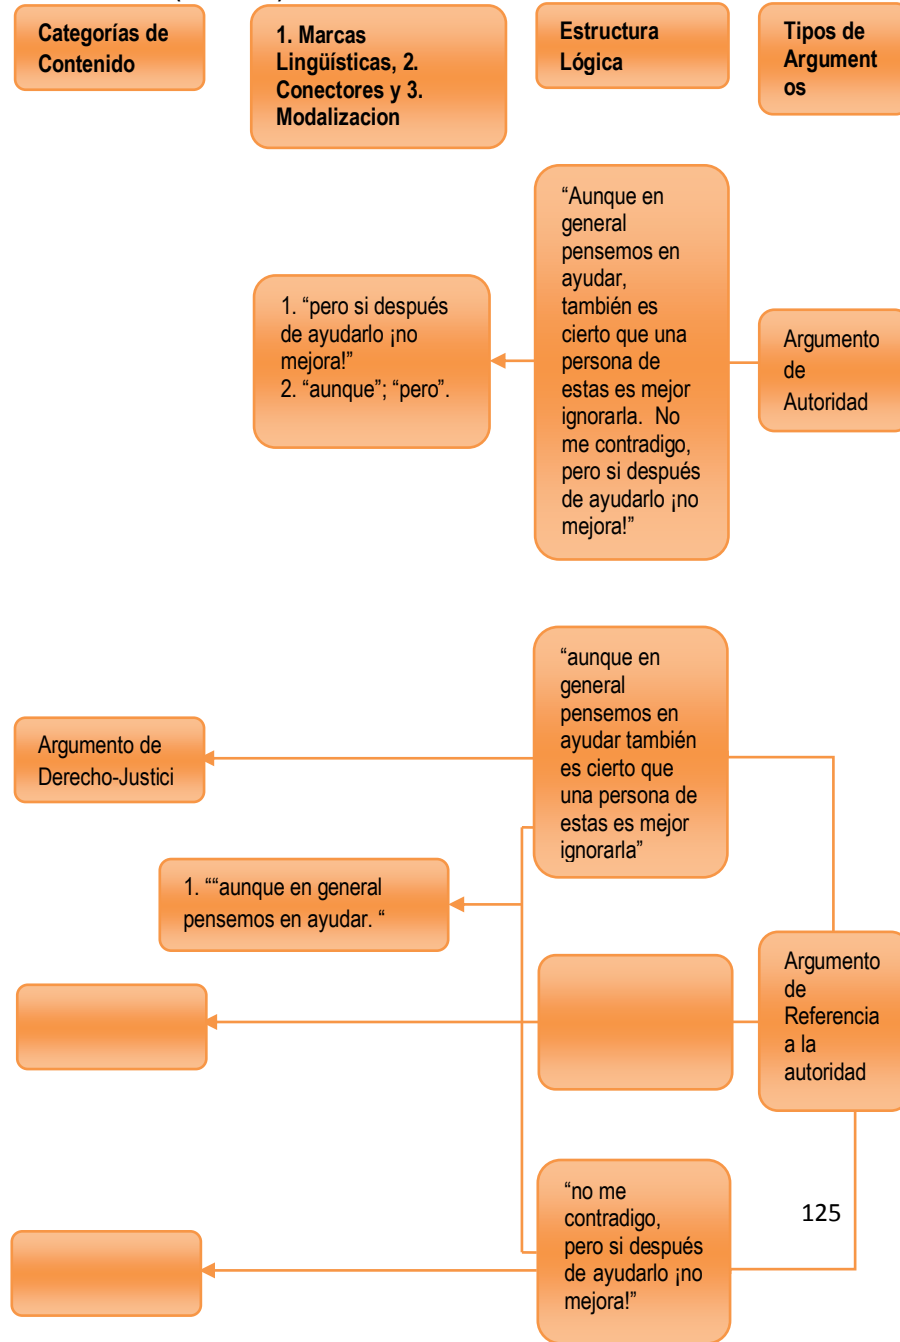 Categorías de
Contenido
1. Marcas
Lingüísticas, 2.
Conectores y 3.
Modalizacion
Estructura
Lógica
Tipos de
Argument
os
“Aunque en
general
pensemos en
ayudar,
también es
cierto que una
persona de
estas es mejor
ignorarla. No
me contradigo,
pero si después
de ayudarlo ¡no
mejora!”
1. “pero si después
de ayudarlo ¡no
mejora!”
2. “aunque”; “pero”.
Argumento
de
Autoridad
“aunque en
general
pensemos en
ayudar también
es cierto que
una persona de
estas es mejor
ignorarla”
Argumento de
Derecho-Justici
1. ““aunque en general
pensemos en ayudar. “
Argumento
de
Referencia
a la
autoridad
“no me
contradigo,
pero si después
de ayudarlo ¡no
mejora!”
125